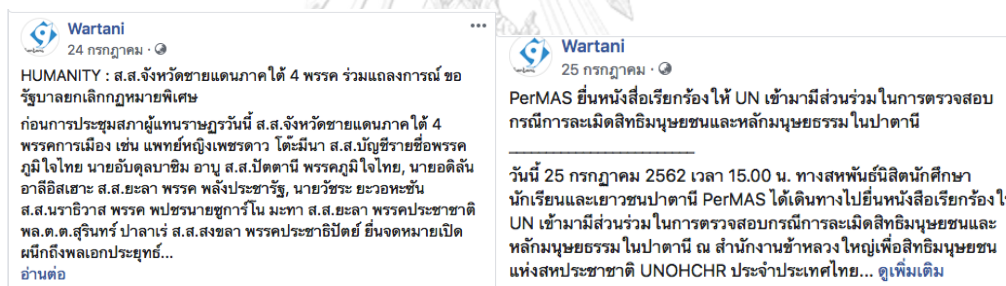 Wartani
24 กรกฎาคม ·
HUMANITY : ส.ส.จังหวัดชายแดนภาคใต้ 4 พรรค ร่วมแถลงการณ์ ขอ
รัฐบาลยกเลิกกฎหมายพิเศษ
ก่อนการประชุมสภาผู้แทนราษฎรวันนี้ ส.ส.จังหวัดชายแดนภาคใต้ 4
พรรคการเมือง เช่น แพทย์หญิงเพชรดาว โต๊ะมีนา ส.ส.บัญชีรายชื่อพรรค
ภูมิใจไทย นายอับดุลบาซิม อาบู ส.ส.ปัตตานี พรรคภูมิใจไทย, นายอดิลัน
อาลีอิสเฮาะ ส.ส.ยะลา พรรค พลังประชารัฐ, นายวัชระ ยะวอหะซัน
ส.ส.นราธิวาส พรรค พปชรนายซูการ์โน มะทา ส.ส.ยะลา พรรคประชาชาติ
พล.ต.ต.สุรินทร์ ปาลาเร่ ส.ส.สงขลา พรรคประชาธิปัตย์ ยื่นจดหมายเปิด
ผนึกถึงพลเอกประยุทธ์...
อ่านต่อ
Wartani
25 กรกฎาคม ·
PerMAS ยื่นหนังสือเรียกร้องให้ UN เข้ามามีส่วนร่วมในการตรวจสอบ
กรณีการละเมิดสิทธิมนุษยชนและหลักมนุษยธรรมในปาตานี
วันนี้ 25 กรกฎาคม 2562 เวลา 15.00 น. ทางสหพันธ์นิสิตนักศึกษา
นักเรียนและเยาวชนปาตานี PerMAS ได้เดินทางไปยื่นหนังสือเรียกร้องใ
UN เข้ามามีส่วนร่วมในการตรวจสอบกรณีการละเมิดสิทธิมนุษยชนและ
หลักมนุษยธรรมในปาตานี ณ สำนักงานข้าหลวงใหญ่เพื่อสิทธิมนุษยชน
แห่งสหประชาชาติ UNOHCHR ประจำประเทศไทย... ดูเพิ่มเติม